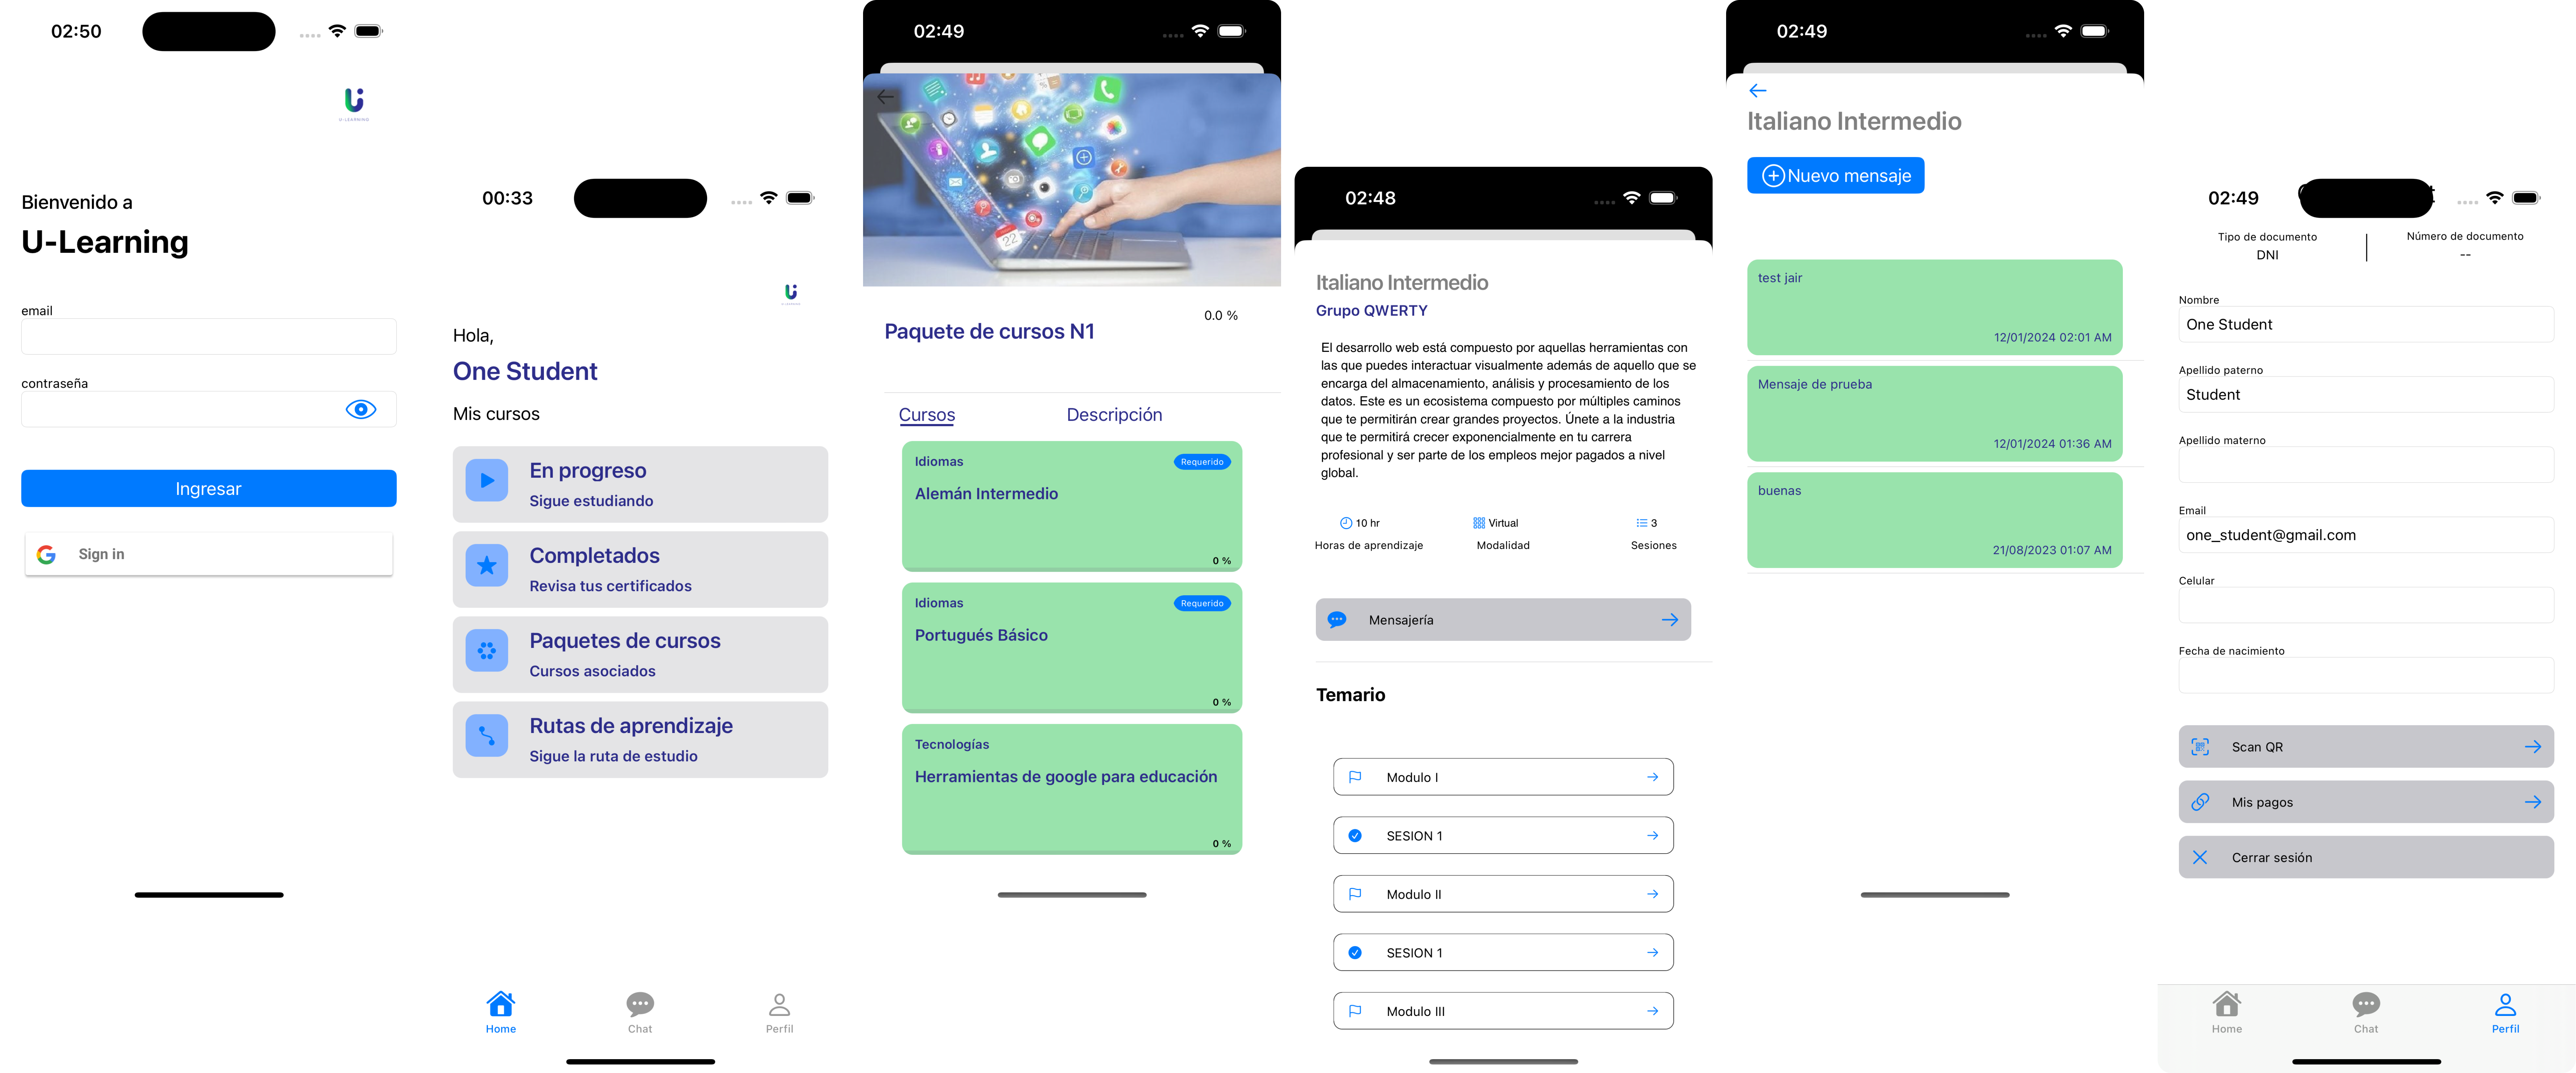 02:50
U-LEARNING
Bienvenido a
U-Learning
email
contraseña
Ingresar
Sign in
00:33
Hola,
One Student
Mis cursos
En progreso
Sigue estudiando
Completados
Revisa tus certificados
Paquetes de cursos
Cursos asociados
Rutas de aprendizaje
Sigue la ruta de estudio
Home
Chat
Perfil
02:49
22
0.0 %
Paquete de cursos N1
Cursos
Descripción
Idiomas
Requerido
Alemán Intermedio
0 %
Idiomas
Requerido
Portugués Básico
0 %
Tecnologías
Herramientas de google para educación
0 %
02:48
Italiano Intermedio
Grupo QWERTY
El desarrollo web está compuesto por aquellas herramientas con
las que puedes interactuar visualmente además de aquello que se
encarga del almacenamiento, análisis y procesamiento de los
datos. Este es un ecosistema compuesto por múltiples caminos
que te permitirán crear grandes proyectos. Únete a la industria
que te permitirá crecer exponencialmente en tu carrera
profesional y ser parte de los empleos mejor pagados a nivel
global.
10 hr
Horas de aprendizaje
Virtual
Modalidad
3
Sesiones
Mensajería
Temario
Modulo I
SESION 1
Modulo II
SESION 1
Modulo III
02:49
Italiano Intermedio
Nuevo mensaje
test jair
12/01/2024 02:01 AM
Mensaje de prueba
12/01/2024 01:36 AM
buenas
21/08/2023 01:07 AM
02:49
Tipo de documento
DNI
Número de documento
--
Nombre
One Student
Apellido paterno
Student
Apellido materno
Email
one_student@gmail.com
Celular
Fecha de nacimiento
Scan QR
Mis pagos
Cerrar sesión
Home
Chat
Perfil